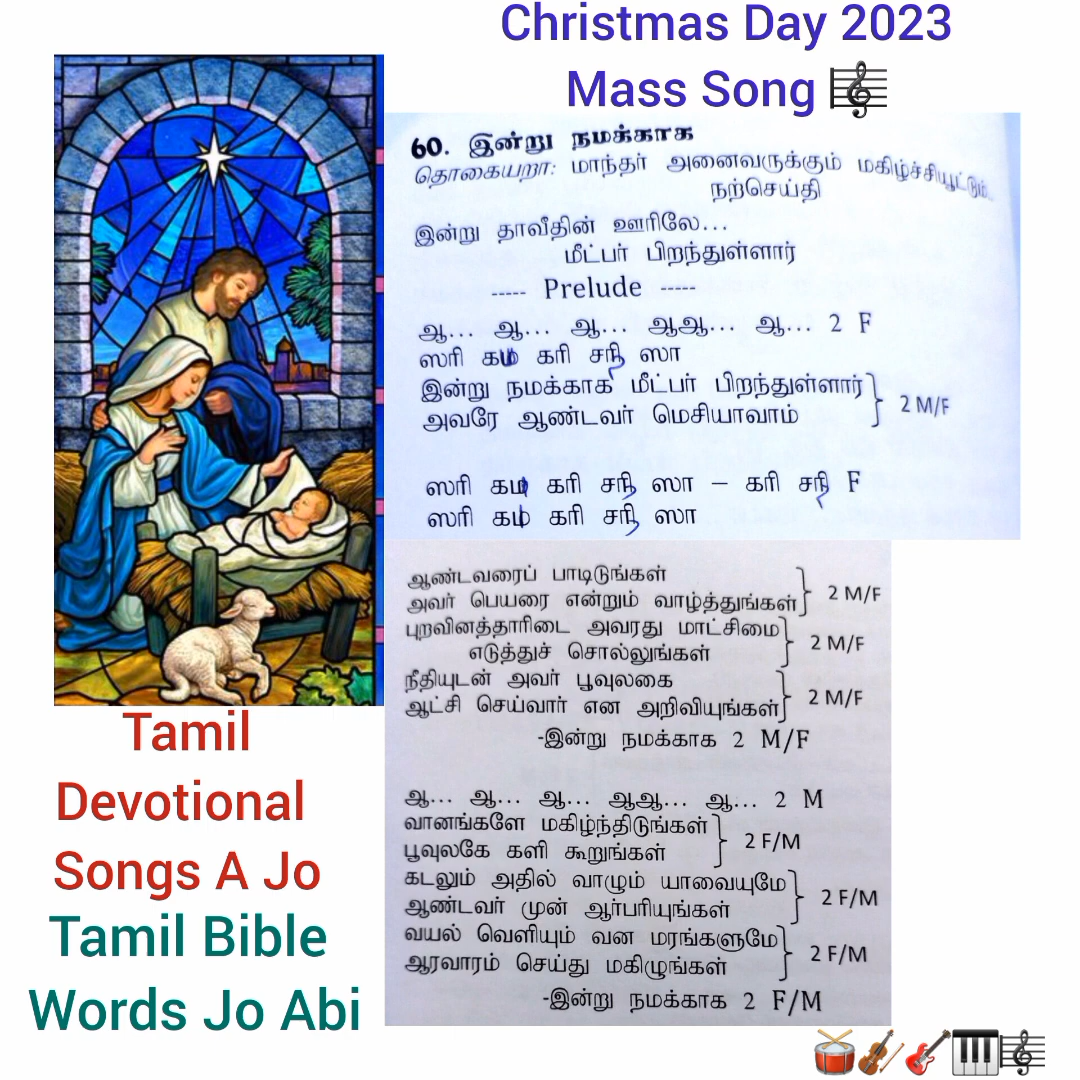 Christmas Day 2023
Mass Song
60. இன்று நமக்காக
தொகையறா: மாந்தர் அனைவருக்கும் மகிழ்ச்சியூட்டும்
நற்செய்தி
இன்று தாவீதின் ஊரிலே...
மீட்பர் பிறந்துள்ளார்
----- Prelude -----
ஆ... ஆ... ஆ... ஆஆ... ஆ... 2 F
ஸரி கம கரி சநி ஸா
இன்று நமக்காக மீட்பர் பிறந்துள்ளார்
அவரே ஆண்டவர் மெசியாவாம்
} 2 M/F
ஸரி கம கரி சநி ஸா – கரி சநி F
ஸரி கம கரி சநி ஸா
ஆண்டவரைப் பாடிடுங்கள்
அவர் பெயரை என்றும் வாழ்த்துங்கள்
} 2 M/F
புறவினத்தாரிடை அவரது மாட்சிமை
எடுத்துச் சொல்லுங்கள்
} 2 M/F
நீதியுடன் அவர் பூவுலகை
ஆட்சி செய்வார் என அறிவியுங்கள்
} 2 M/F
-இன்று நமக்காக 2 M/F
ஆ... ஆ... ஆ... ஆஆ... ஆ... 2 M
வானங்களே மகிழ்ந்திடுங்கள்
பூவுலகே களி கூறுங்கள்
} 2 F/M
கடலும் அதில் வாழும் யாவையுமே
ஆண்டவர் முன் ஆர்பரியுங்கள்
} 2 F/M
வயல் வெளியும் வன மரங்களுமே
ஆரவாரம் செய்து மகிழுங்கள்
} 2 F/M
-இன்று நமக்காக 2 F/M
Tamil
Devotional
Songs A Jo
Tamil Bible
Words Jo Abi